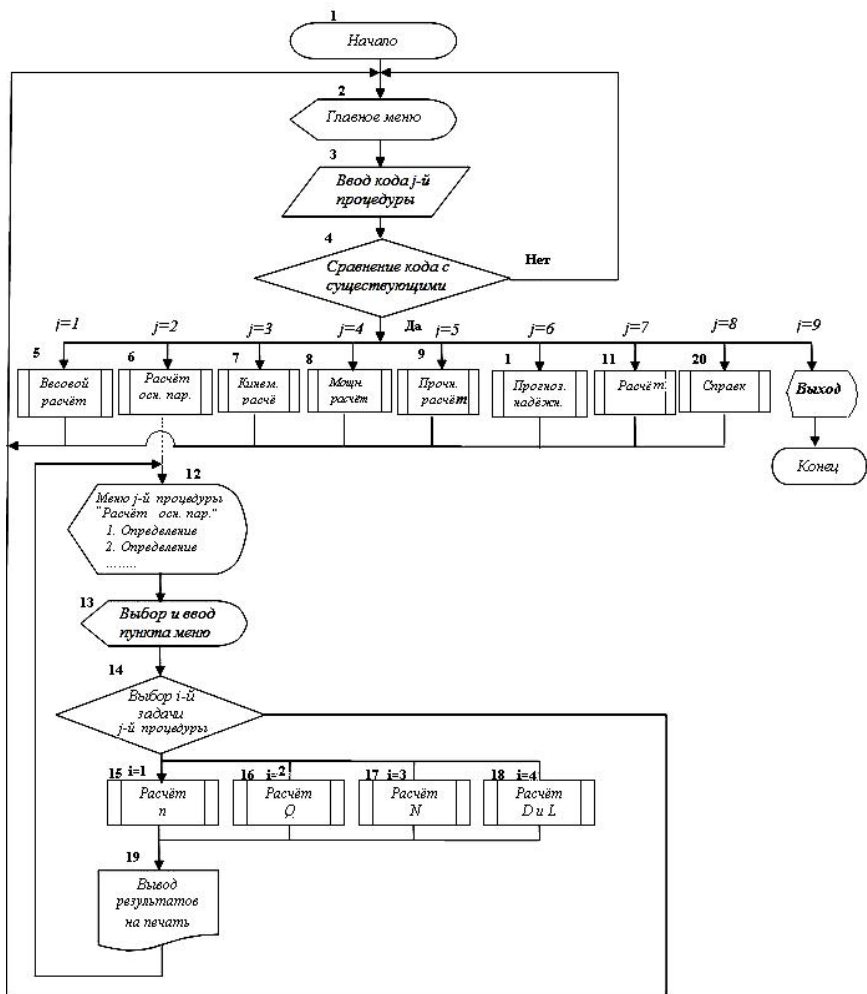 1
Начало
2
Главное меню
3
Ввод кода j-й
процедуры
4
Сравнение кода с
существующими
Нет
Да
j=1
j=2
j=3
j=4
j=5
j=6
j=7
j=8
j=9
5
6
7
8
9
1
11
20
Весовой
расчёт
Расчёт
осн. пар.
Кинем.
расчё
Мощн.
расчёт
Прочн.
расчёт
Прогноз.
надёжн.
Расчёт.
Справк
Выход
Конец
12
Меню j-й процедуры
"Расчёт осн. пар."
1. Определение
2. Определение
........
13
Выбор и ввод
пункта меню
14
Выбор i-й
задачи
j-й процедуры
15 i=1
16 i=2
17 i=3
18 i=4
Расчёт
n
Расчёт
Q
Расчёт
N
Расчёт
D и L
19
Вывод
результатов
на печать